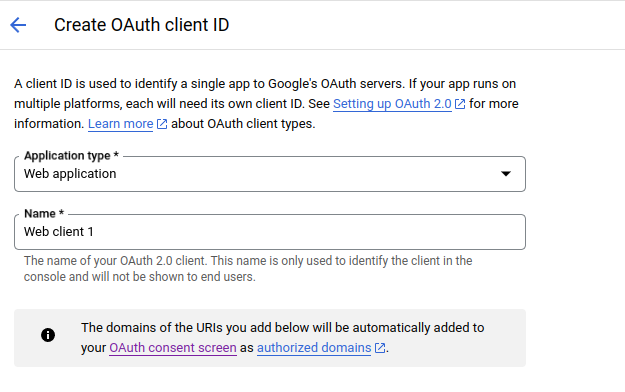 Create OAuth client ID
A client ID is used to identify a single app to Google's OAuth servers. If your app runs on
multiple platforms, each will need its own client ID. See Setting up OAuth 2.0 for more
information. Learn more about OAuth client types.
Application type *
Web application
Name *
Web client 1
The name of your OAuth 2.0 client. This name is only used to identify the client in the
console and will not be shown to end users.
The domains of the URIs you add below will be automatically added to
your OAuth consent screen as authorized domains.